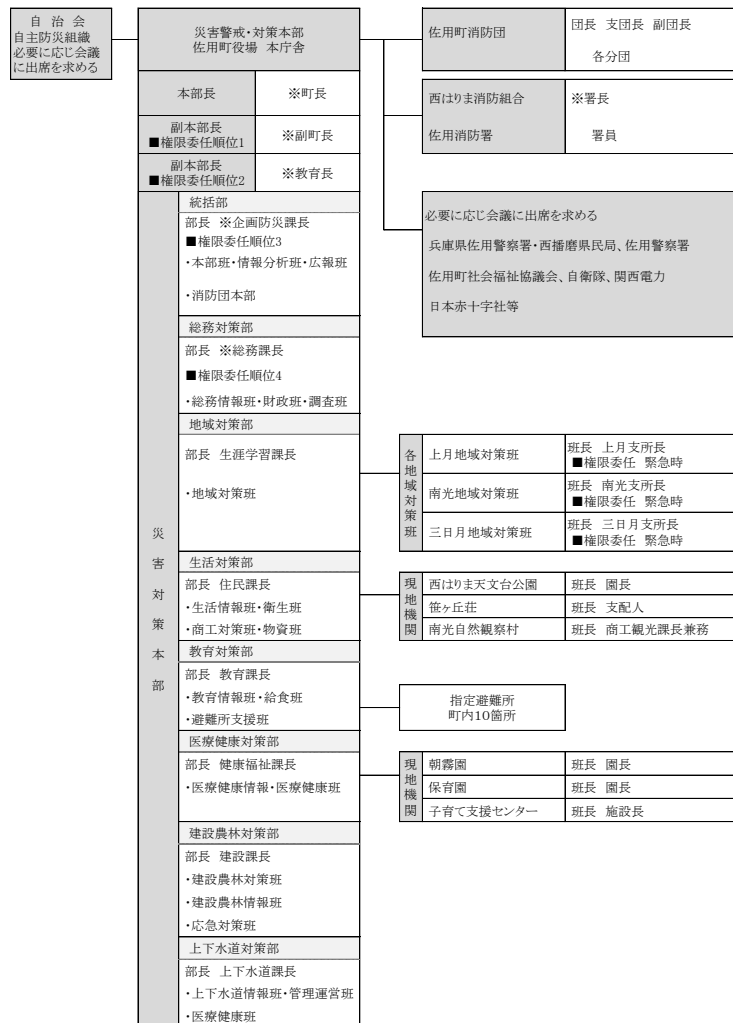 自 治 会
自主防災組織
必要に応じ会議
に出席を求める
災害警戒・対策本部
佐用町役場 本庁舎
本部長 ※町長
副本部長
■権限委任順位1 ※副町長
副本部長
■権限委任順位2 ※教育長
災害対策本部
統括部
部長 ※企画防災課長
■権限委任順位3
・本部班・情報分析班・広報班
・消防団本部
総務対策部
部長 ※総務課長
■権限委任順位4
・総務情報班・財政班・調査班
地域対策部
部長 生涯学習課長
・地域対策班
生活対策部
部長 住民課長
・生活情報班・衛生班
・商工対策班・物資班
教育対策部
部長 教育課長
・教育情報班・給食班
・避難所支援班
医療健康対策部
部長 健康福祉課長
・医療健康情報・医療健康班
建設農林対策部
部長 建設課長
・建設農林対策班
・建設農林情報班
・応急対策班
上下水道対策部
部長 上下水道課長
・上下水道情報班・管理運営班
・医療健康班
佐用町消防団 団長 支団長 副団長
各分団
西はりま消防組合 ※署長
佐用消防署 署員
必要に応じ会議に出席を求める
兵庫県佐用警察署・西播磨県民局、佐用警察署
佐用町社会福祉協議会、自衛隊、関西電力
日本赤十字社等
各地域対策班
上月地域対策班 班長 上月支所長
■権限委任 緊急時
南光地域対策班 班長 南光支所長
■権限委任 緊急時
三日月地域対策班 班長 三日月支所長
■権限委任 緊急時
現地機関
西はりま天文台公園 班長 園長
笹ヶ丘荘 班長 支配人
南光自然観察村 班長 商工観光課長兼務
指定避難所
町内10箇所
現地機関
朝霧園 班長 園長
保育園 班長 園長
子育て支援センター 班長 施設長